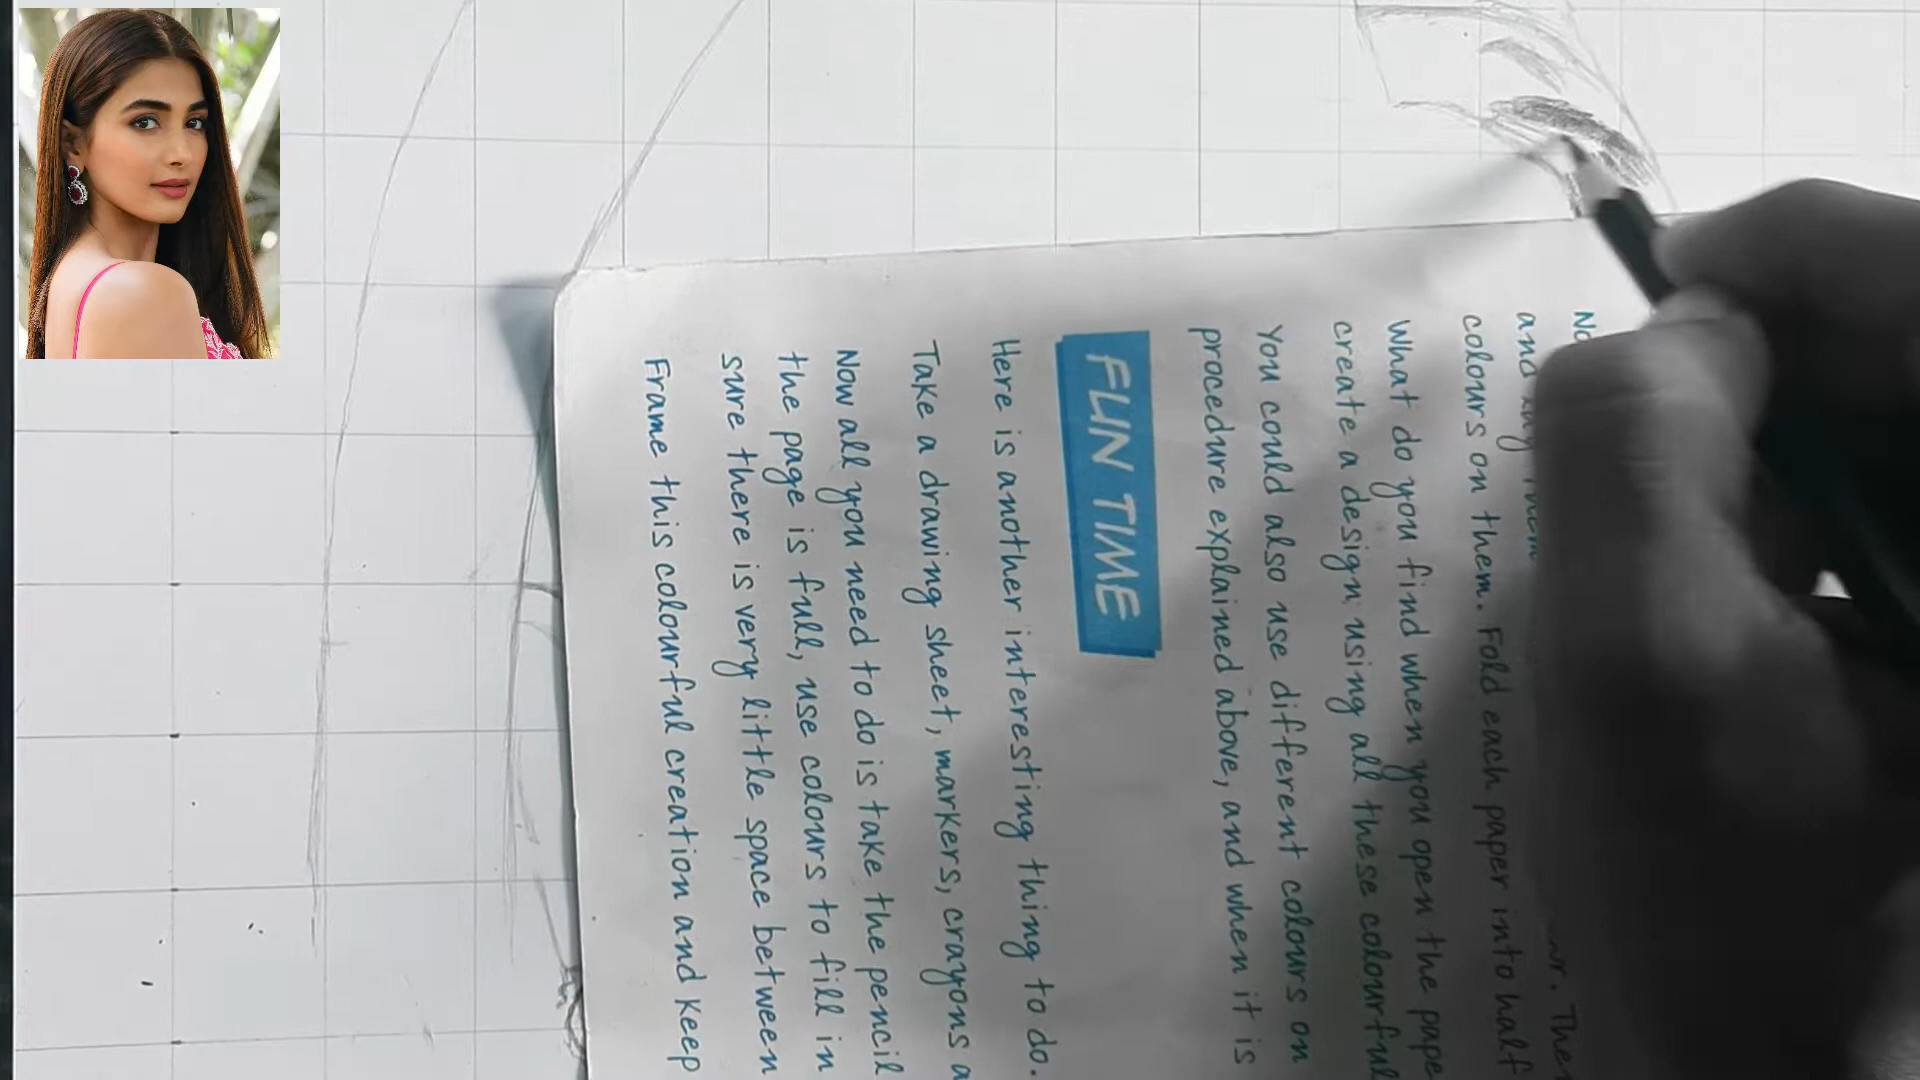 No
and
colours on them. Fold each paper into half
What do you find when you open the pape
create a design using all these colourful
You could also use different colours on
procedure explained above, and when it is
FUN TIME
Here is another interesting thing to do.
Take a drawing sheet, markers, crayons a
Now all you need to do is take the pencil
the page is full, use colours to fill in
sure there is very little space between
Frame this colourful creation and keep